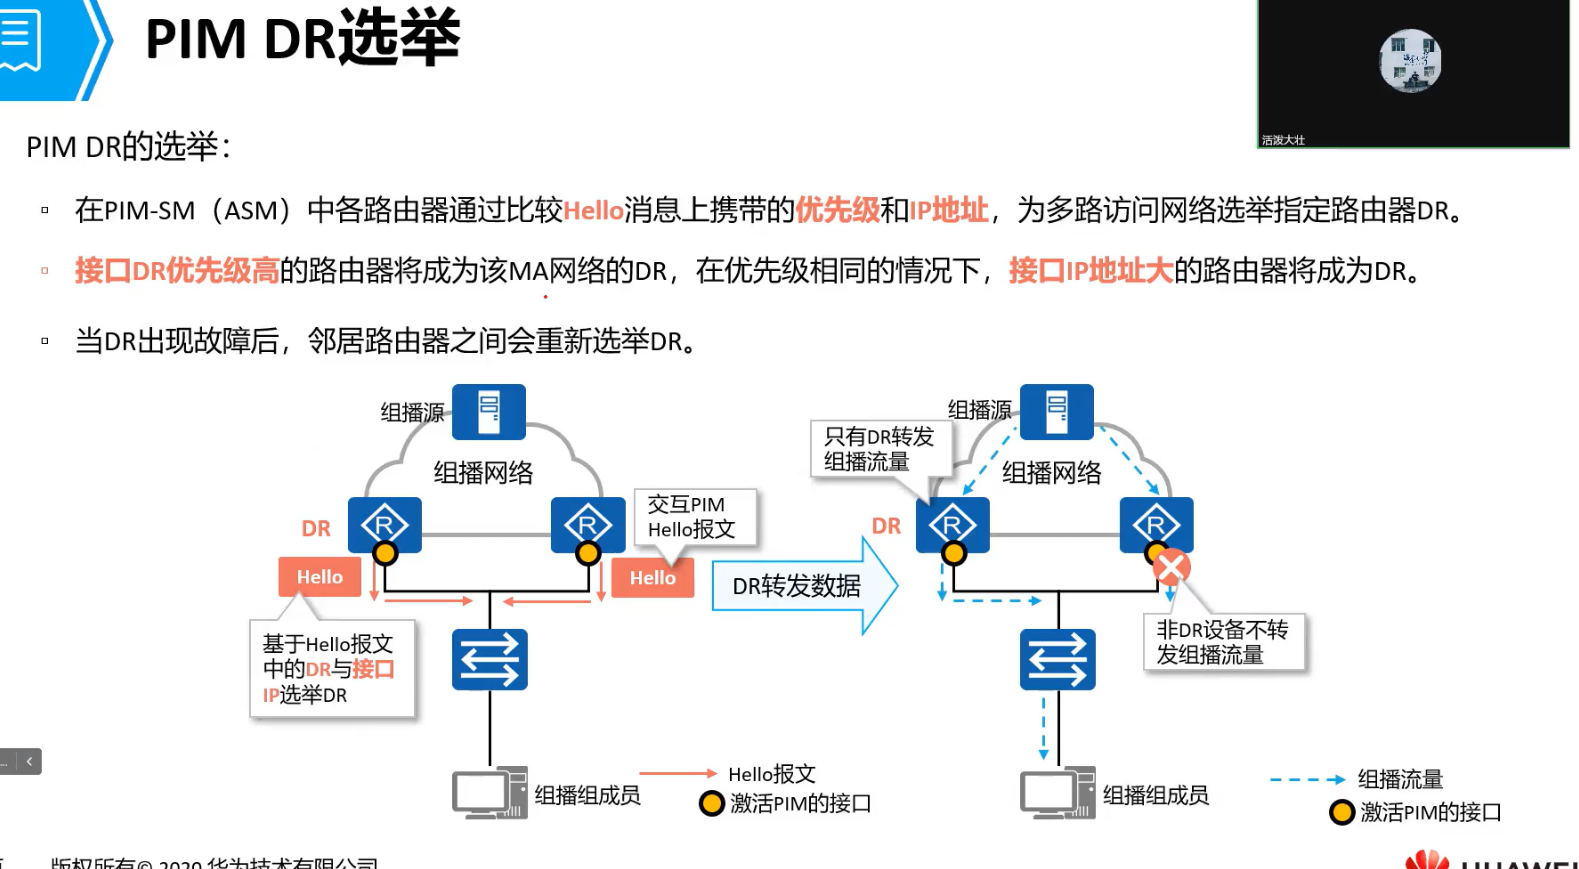 PIM DR选举
活泼大壮
PIM DR的选举：
在PIM-SM（ASM）中各路由器通过比较Hello消息上携带的优先级和IP地址，为多路访问网络选举指定路由器DR。
接口DR优先级高的路由器将成为该MA网络的DR，在优先级相同的情况下，接口IP地址大的路由器将成为DR。
当DR出现故障后，邻居路由器之间会重新选举DR。
组播源
组播网络
DR
R
R
交互PIM
Hello报文
Hello
Hello
基于Hello报文
中的DR与接口
IP选举DR
组播组成员
Hello报文
激活PIM的接口
DR转发数据
组播源
只有DR转发
组播流量
组播网络
DR
R
R
非DR设备不转
发组播流量
组播组成员
组播流量
激活PIM的接口
版权所有© 2020 华为技术有限公司
HUAWEI